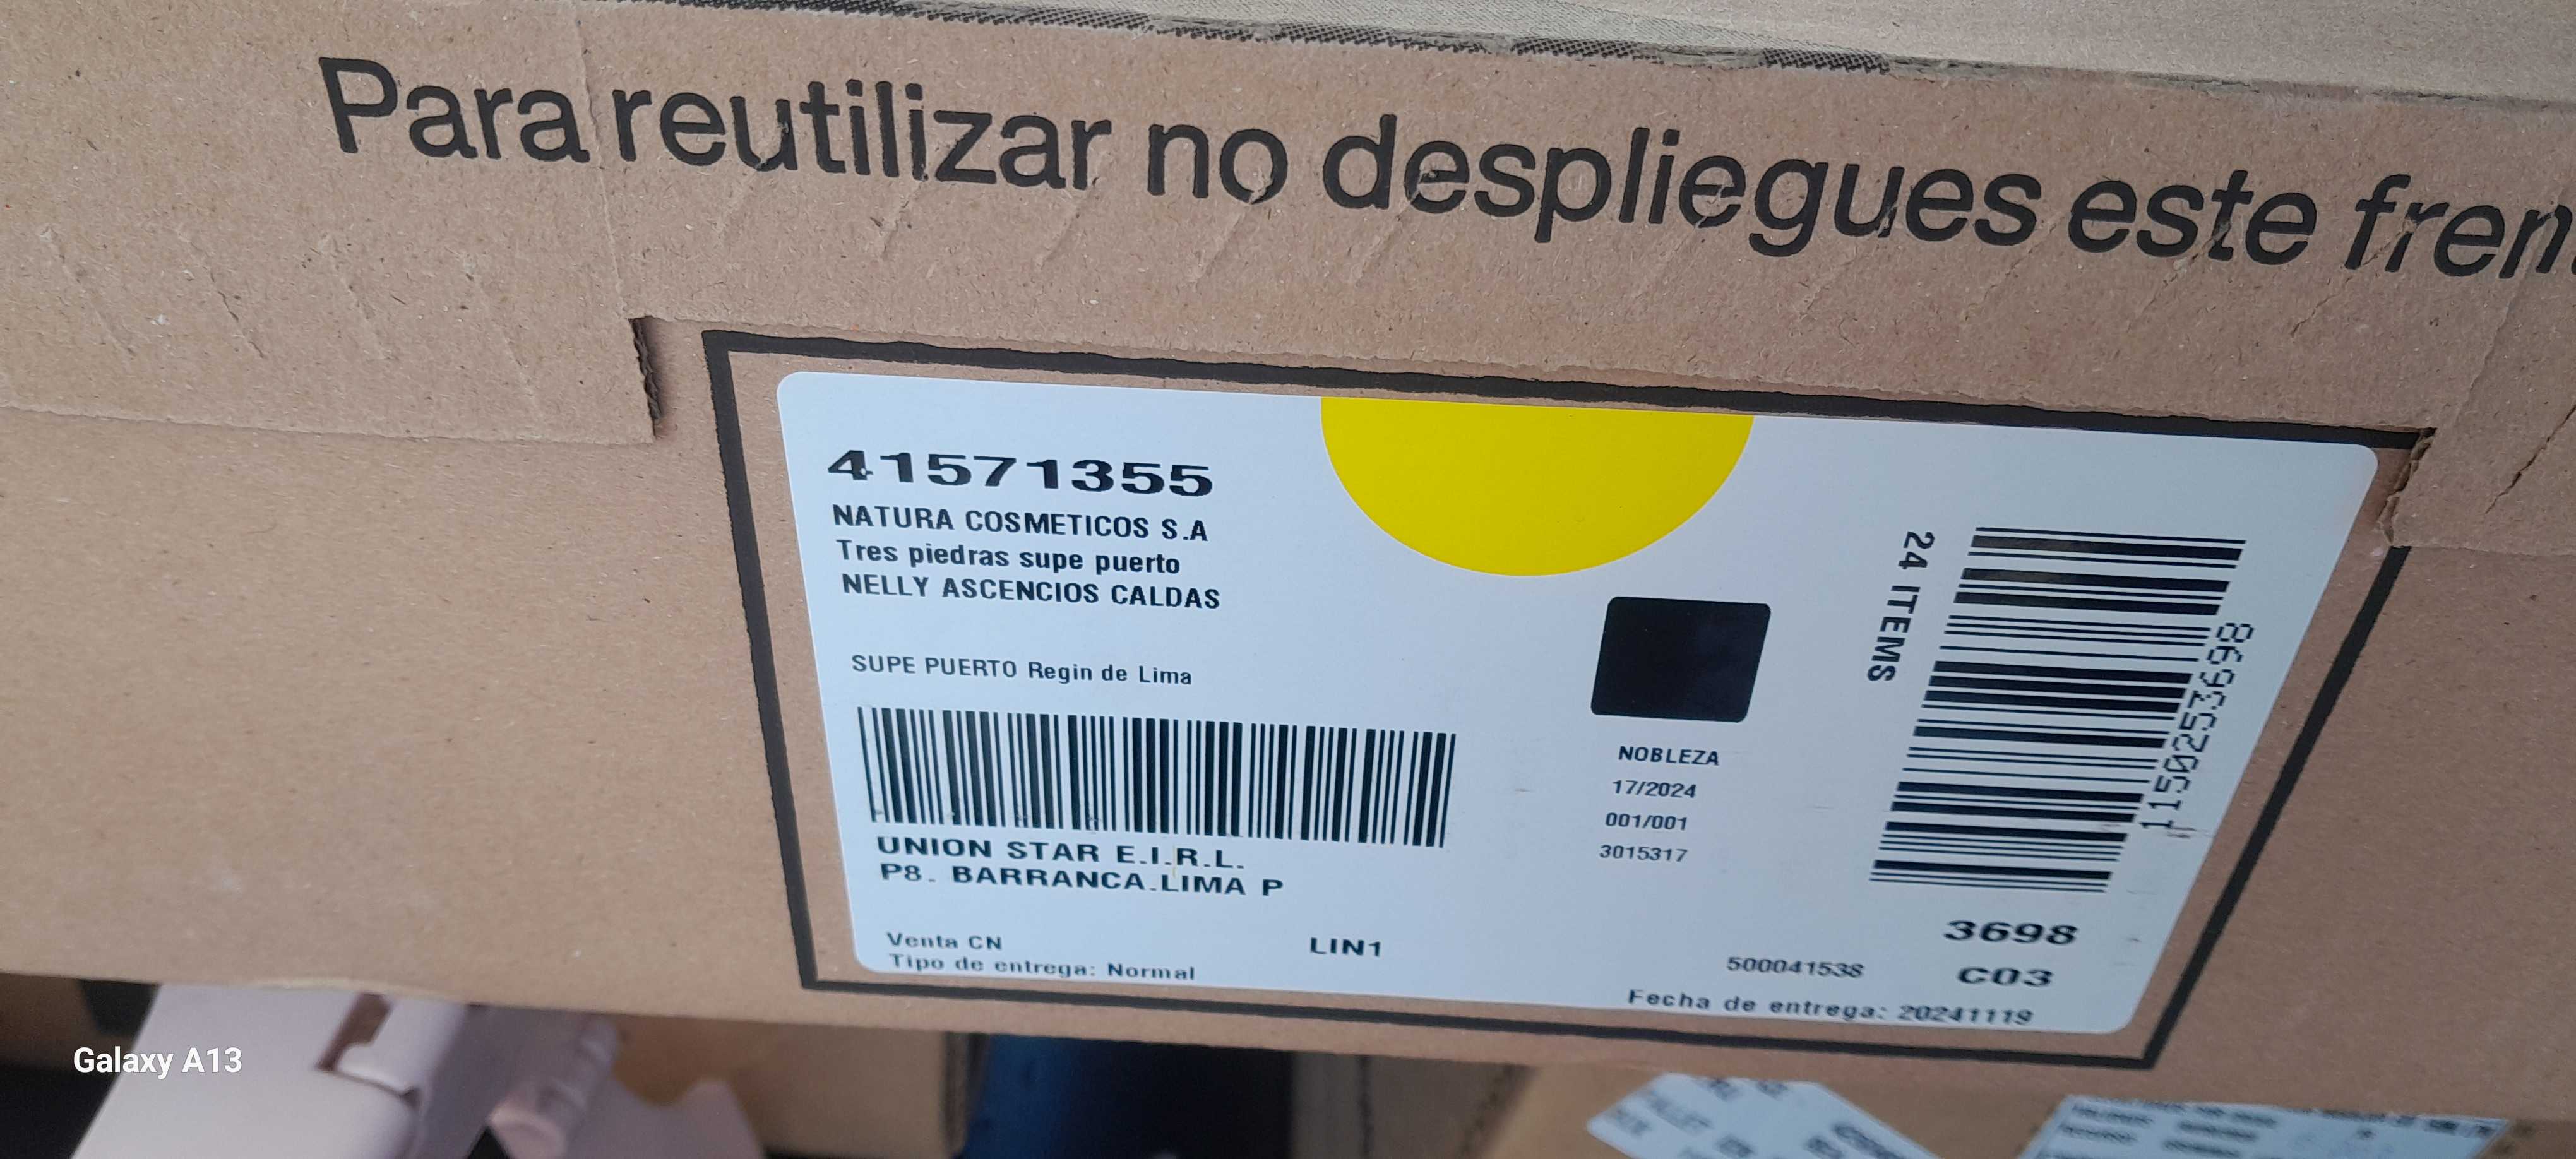 Para reutilizar no despliegues este fren
41571355
NATURA COSMETICOS S.A
Tres piedras supe puerto
NELLY ASCENCIOS CALDAS
SUPE PUERTO Regin de Lima
UNION STAR E.I.R.L.
P8. BARRANCA.LIMA P
Venta CN
LIN1
Tipo de entrega: Normal
NOBLEZA
17/2024
001/001
3015317
24 ITEMS
1150253698
3698
500041538
C03
Fecha de entrega: 20241119
Galaxy A13